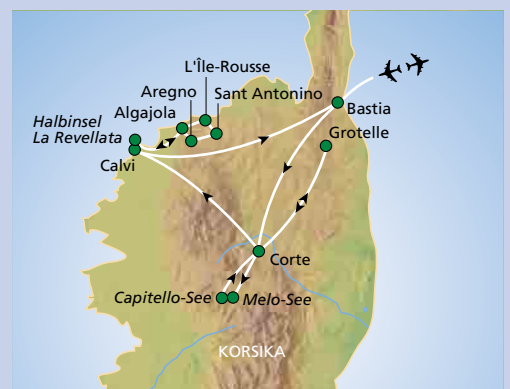 L'Île-Rousse
Aregno
Sant Antonino
Algajola
Bastia
Halbinsel
La Revellata
Grotelle
Calvi
Corte
Capitello-See
Melo-See
KORSIKA